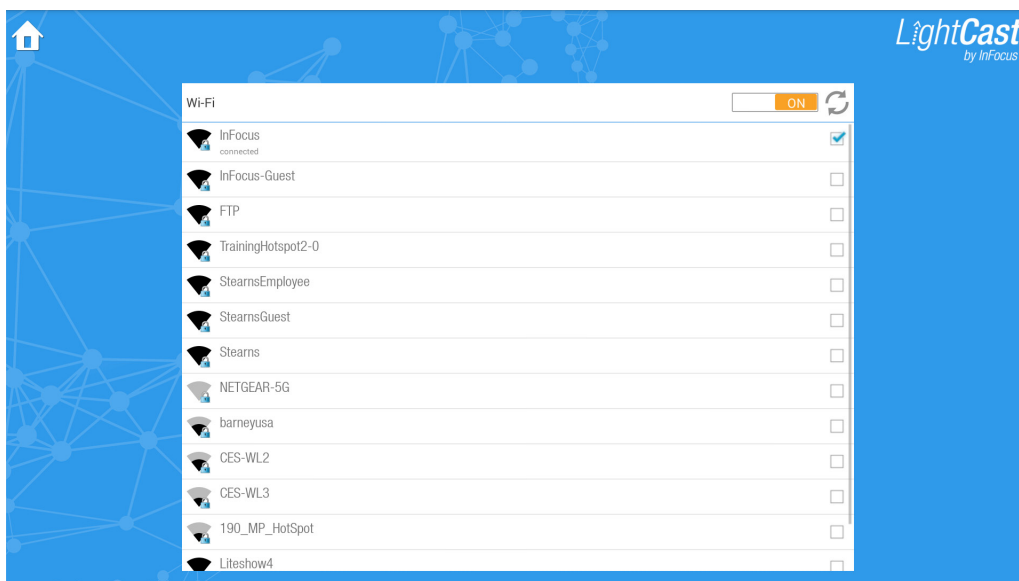 LightCast
by InFocus
Wi-Fi
ON
InFocus
connected
InFocus-Guest
FTP
TrainingHotspot2-0
StearnsEmployee
StearnsGuest
Stearns
NETGEAR-5G
barneyusa
CES-WL2
CES-WL3
190_MP_HotSpot
Liteshow4